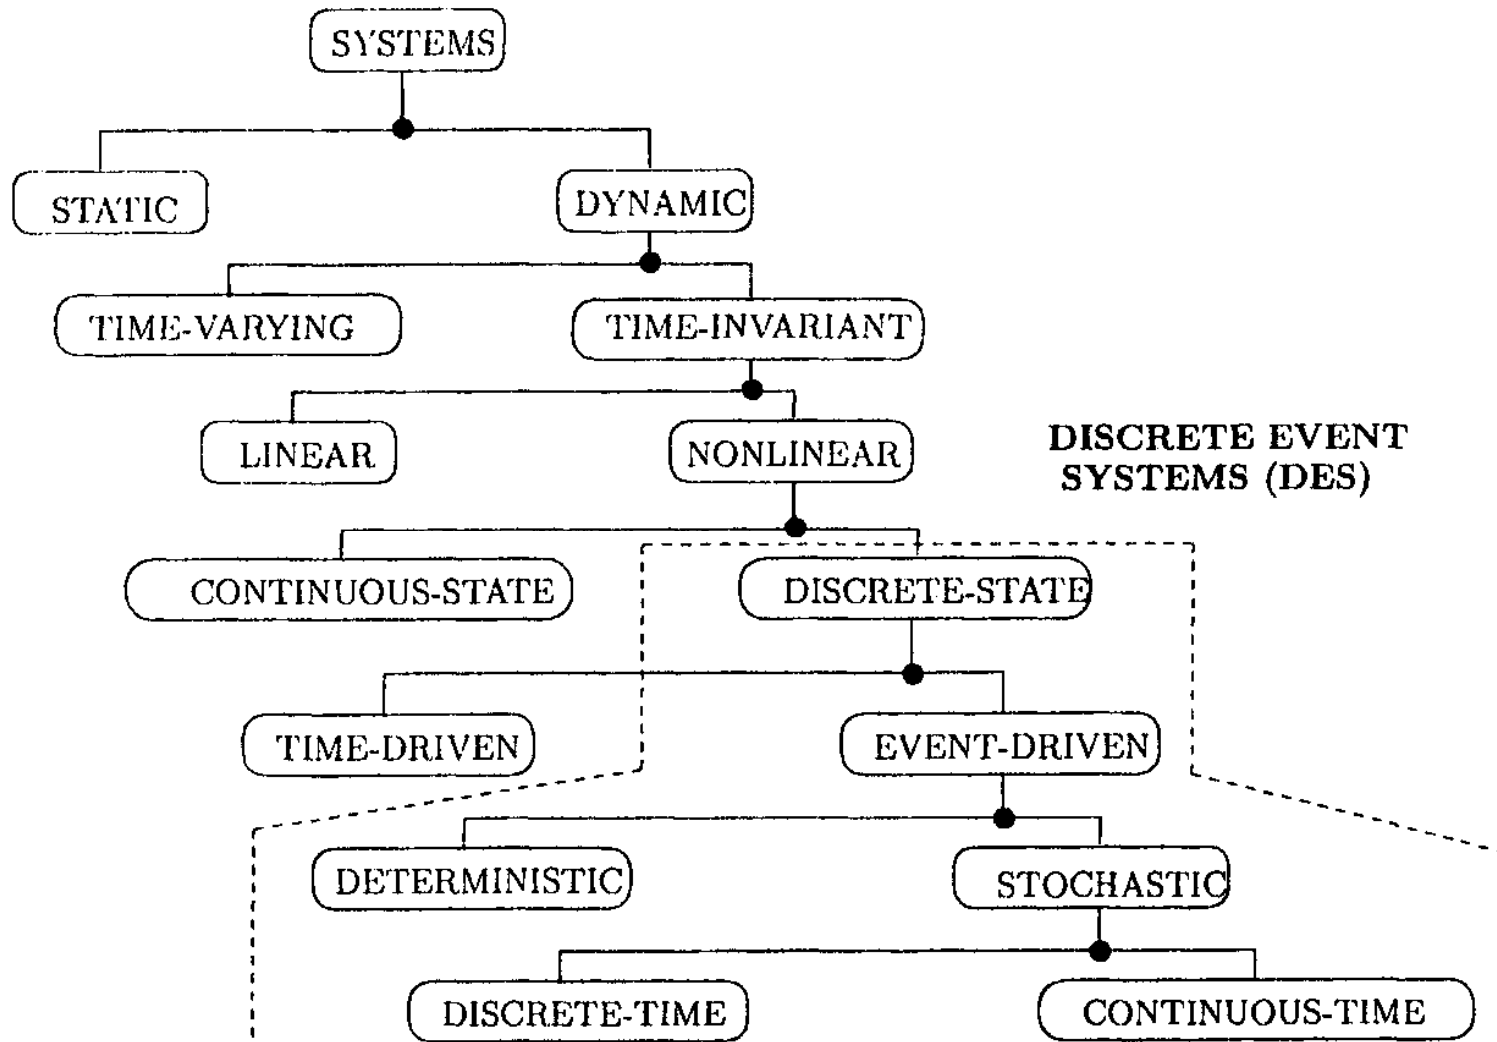 SYSTEMS
STATIC
DYNAMIC
TIME-VARYING
TIME-INVARIANT
LINEAR
NONLINEAR
DISCRETE EVENT
SYSTEMS (DES)
CONTINUOUS-STATE
DISCRETE-STATE
TIME-DRIVEN
EVENT-DRIVEN
DETERMINISTIC
STOCHASTIC
DISCRETE-TIME
CONTINUOUS-TIME